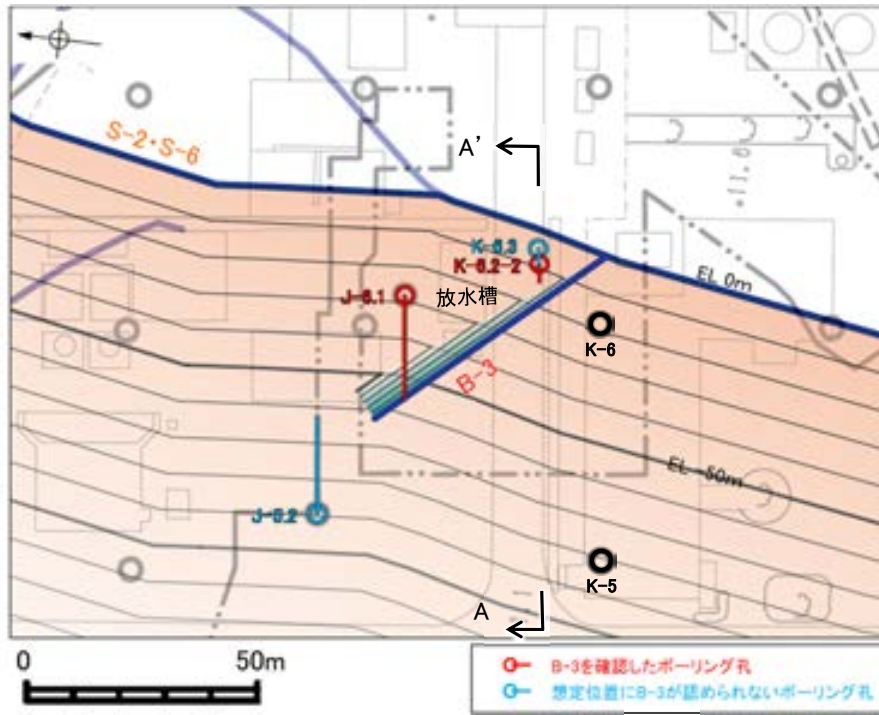 S-2・S-6
A'
K-6.3
K-6.2-2
EL 0m
J-6.1
放水槽
K-6
B-3
EL -50m
J-5.2
K-5
A
0
50m
B-3を確認したボーリング孔
想定位置にB-3が認められないボーリング孔